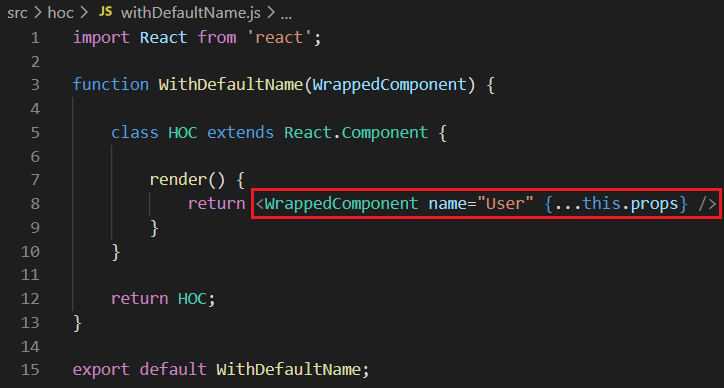 src > hoc > JS withDefaultName.js > ...
1 import React from 'react';
2
3 function WithDefaultName(WrappedComponent) {
4
5     class HOC extends React.Component {
6
7         render() {
8             return <WrappedComponent name="User" {...this.props} />
9         }
10     }
11
12     return HOC;
13 }
14
15 export default WithDefaultName;